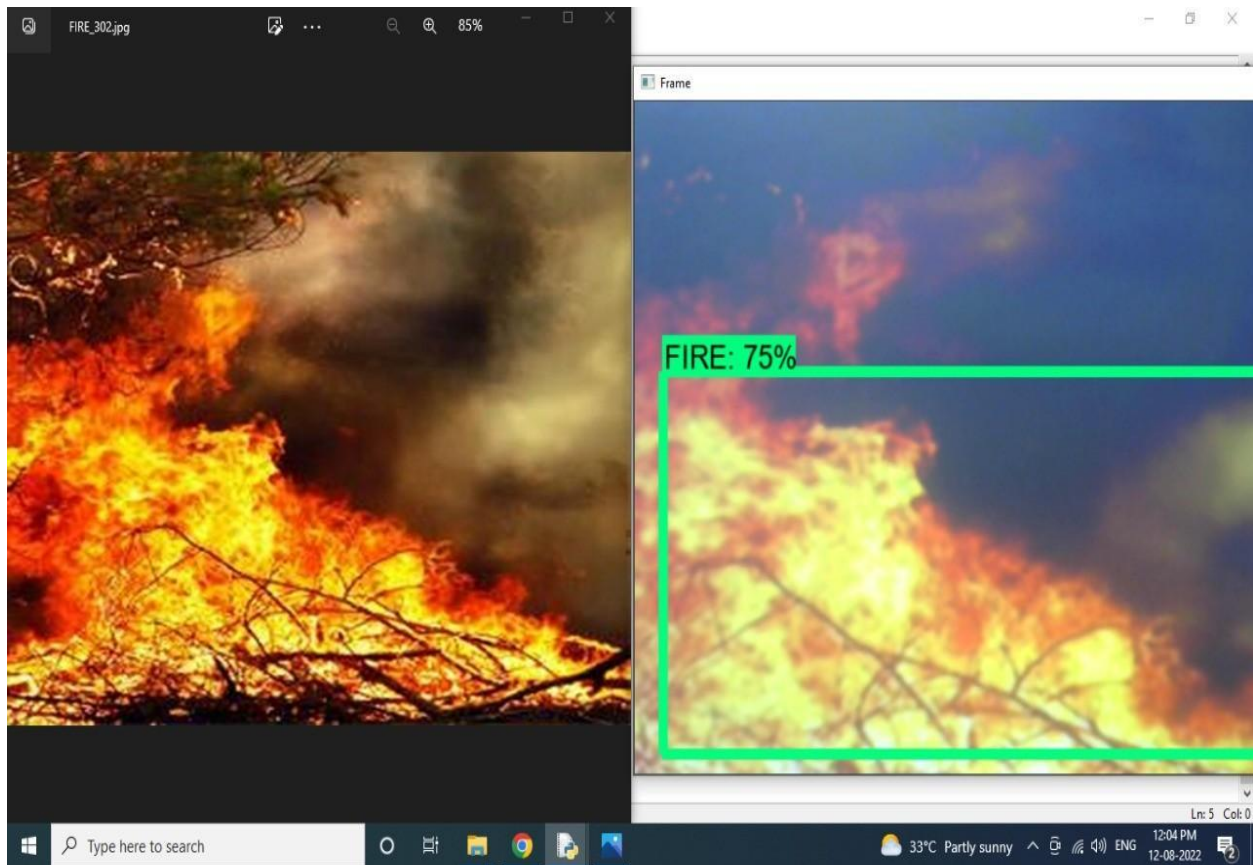 FIRE_302.jpg
85%
Frame
FIRE: 75%
Ln: 5 Col: 0
Type here to search
33°C Partly sunny
ENG
12:04 PM
12-08-2022
2